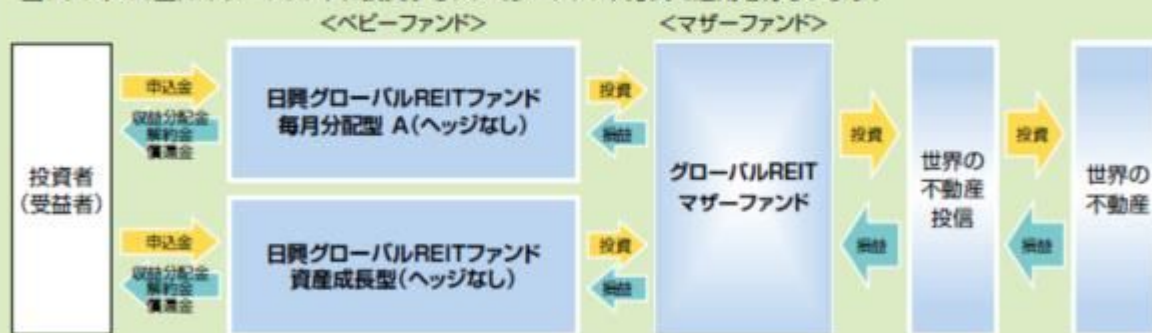 <ベビーファンド>
<マザーファンド>
投資者
(受益者)
申込金
収益分配金
解約金
償還金
日興グローバルREITファンド
毎月分配型 A(ヘッジなし)
投資
損益
申込金
収益分配金
解約金
償還金
日興グローバルREITファンド
資産成長型(ヘッジなし)
投資
損益
グローバルREIT
マザーファンド
投資
損益
世界の
不動産
投信
投資
損益
世界の
不動産